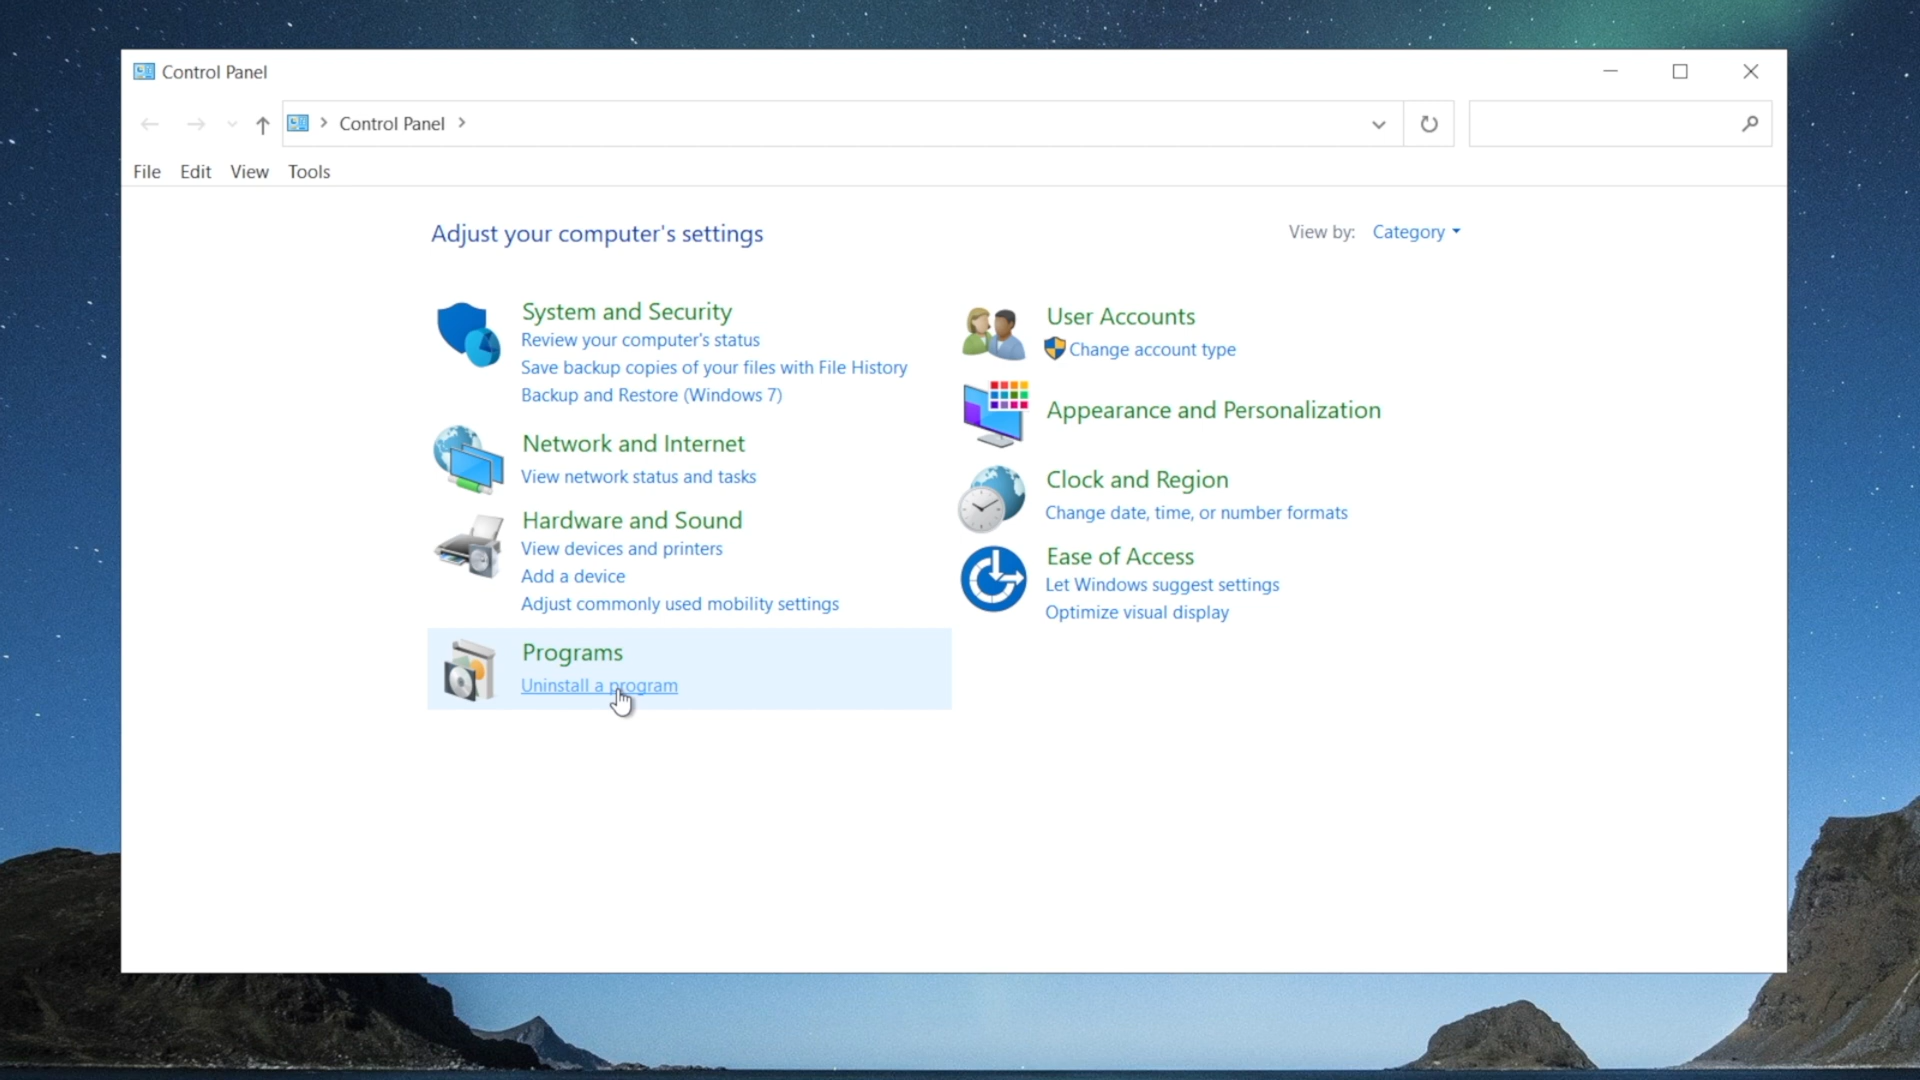 Control Panel
Control Panel
File Edit View Tools
Adjust your computer's settings
View by: Category
System and Security
Review your computer's status
Save backup copies of your files with File History
Backup and Restore (Windows 7)
Network and Internet
View network status and tasks
Hardware and Sound
View devices and printers
Add a device
Adjust commonly used mobility settings
Programs
Uninstall a program
User Accounts
Change account type
Appearance and Personalization
Clock and Region
Change date, time, or number formats
Ease of Access
Let Windows suggest settings
Optimize visual display